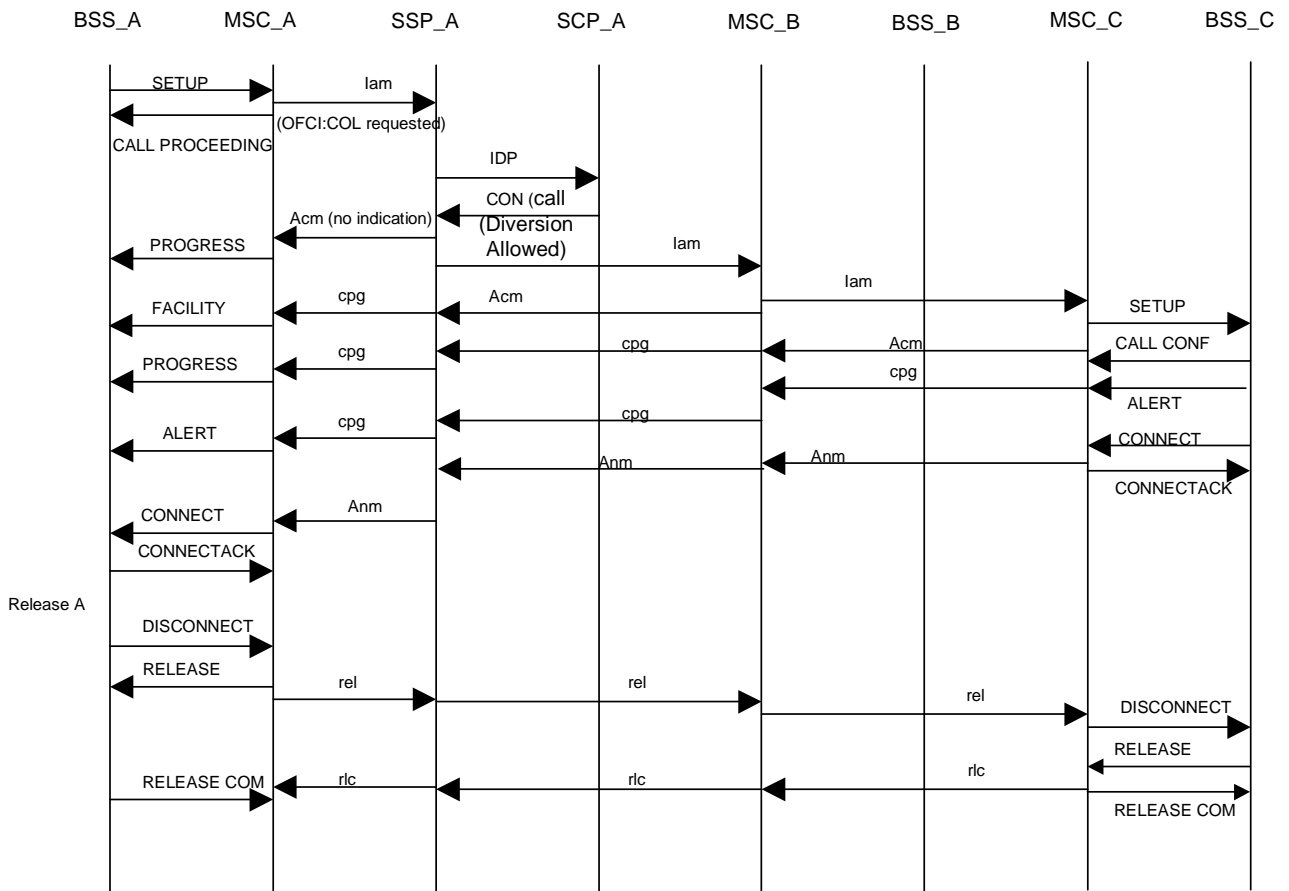 BSS_A MSC_A SSP_A SCP_A MSC_B BSS_B MSC_C BSS_C
SETUP Iam
(OFCI:COL requested)
CALL PROCEEDING
IDP
CON (call
Acm (no indication) (Diversion
PROGRESS Allowed) Iam
Iam
FACILITY cpg Acm SETUP
PROGRESS cpg cpg Acm CALL CONF
cpg
ALERT
ALERT cpg cpg CONNECT
Anm Anm
CONNECTACK
CONNECT Anm
CONNECTACK
Release A
DISCONNECT
RELEASE
rel rel rel DISCONNECT
RELEASE
RELEASE COM rlc rlc rlc
RELEASE COM